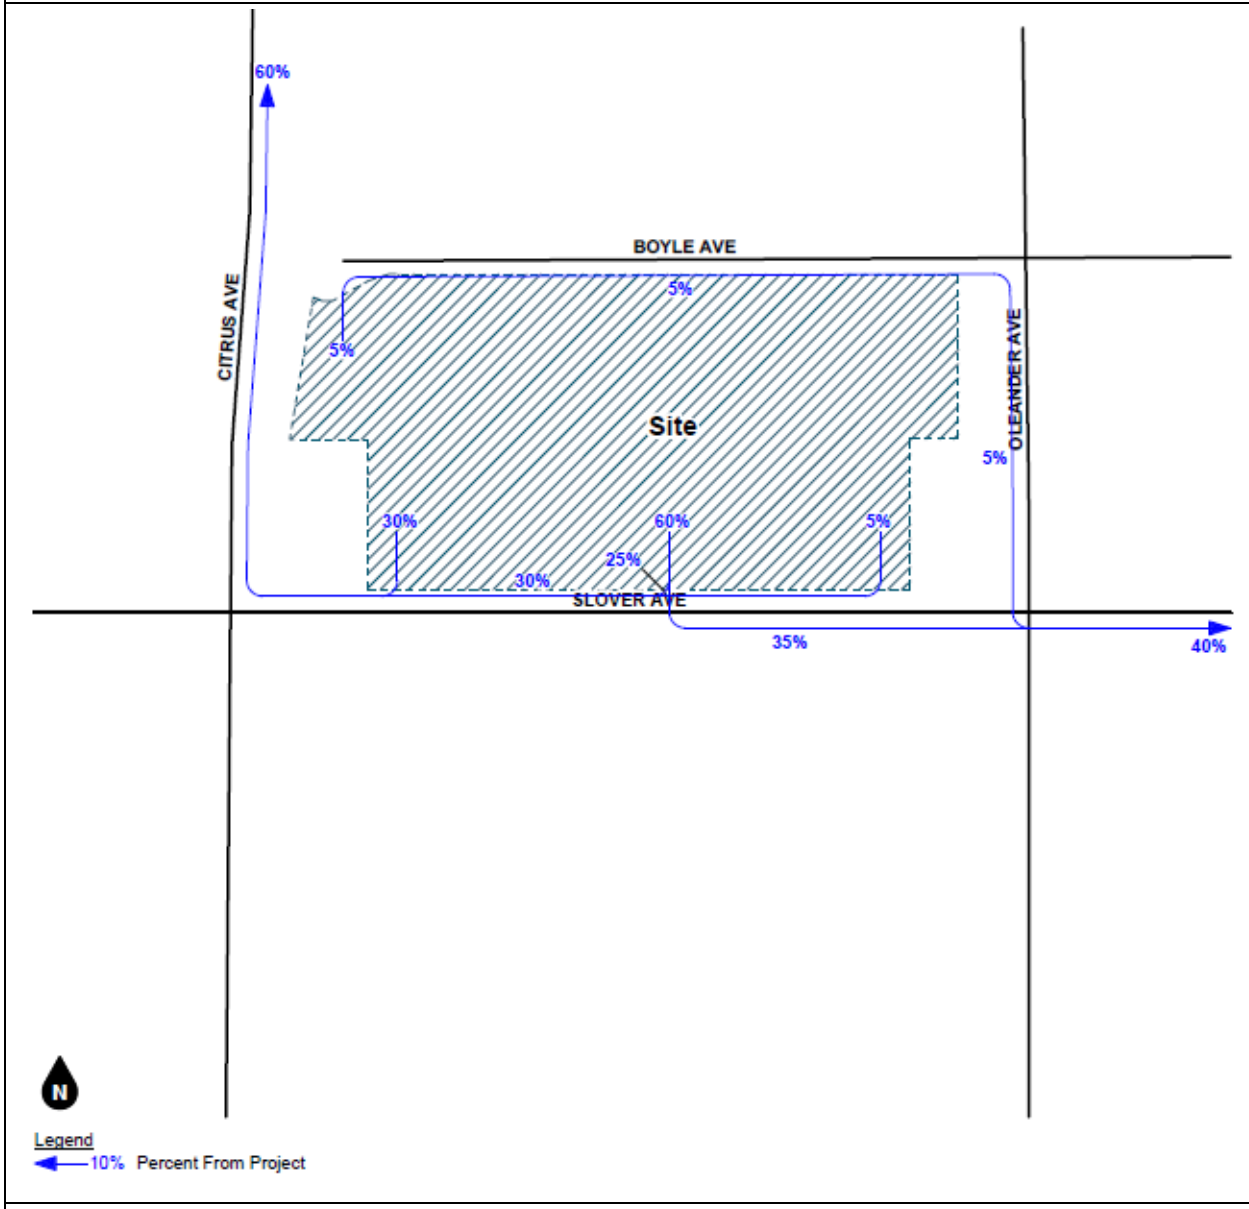 60%
BOYLE AVE
5%
CITRUS AVE
5%
OLEANDER AVE
Site
5%
30%
60%
5%
25%
30%
SLOVER AVE
35%
40%
N
Legend
10% Percent From Project